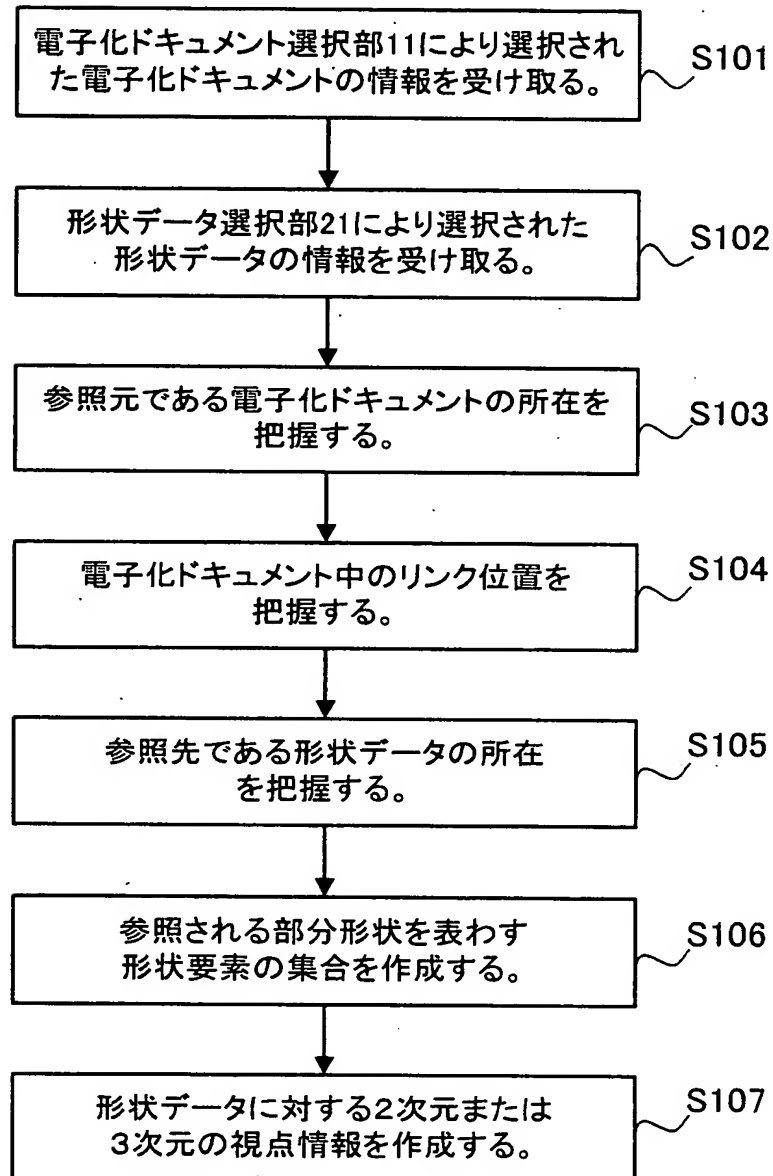 電子化ドキュメント選択部11により選択され
た電子化ドキュメントの情報を受け取る。
S101
形状データ選択部21により選択された
形状データの情報を受け取る。
S102
参照元である電子化ドキュメントの所在を
把握する。
S103
電子化ドキュメント中のリンク位置を
把握する。
S104
参照先である形状データの所在
を把握する。
S105
参照される部分形状を表わす
形状要素の集合を作成する。
S106
形状データに対する2次元または
3次元の視点情報を作成する。
S107